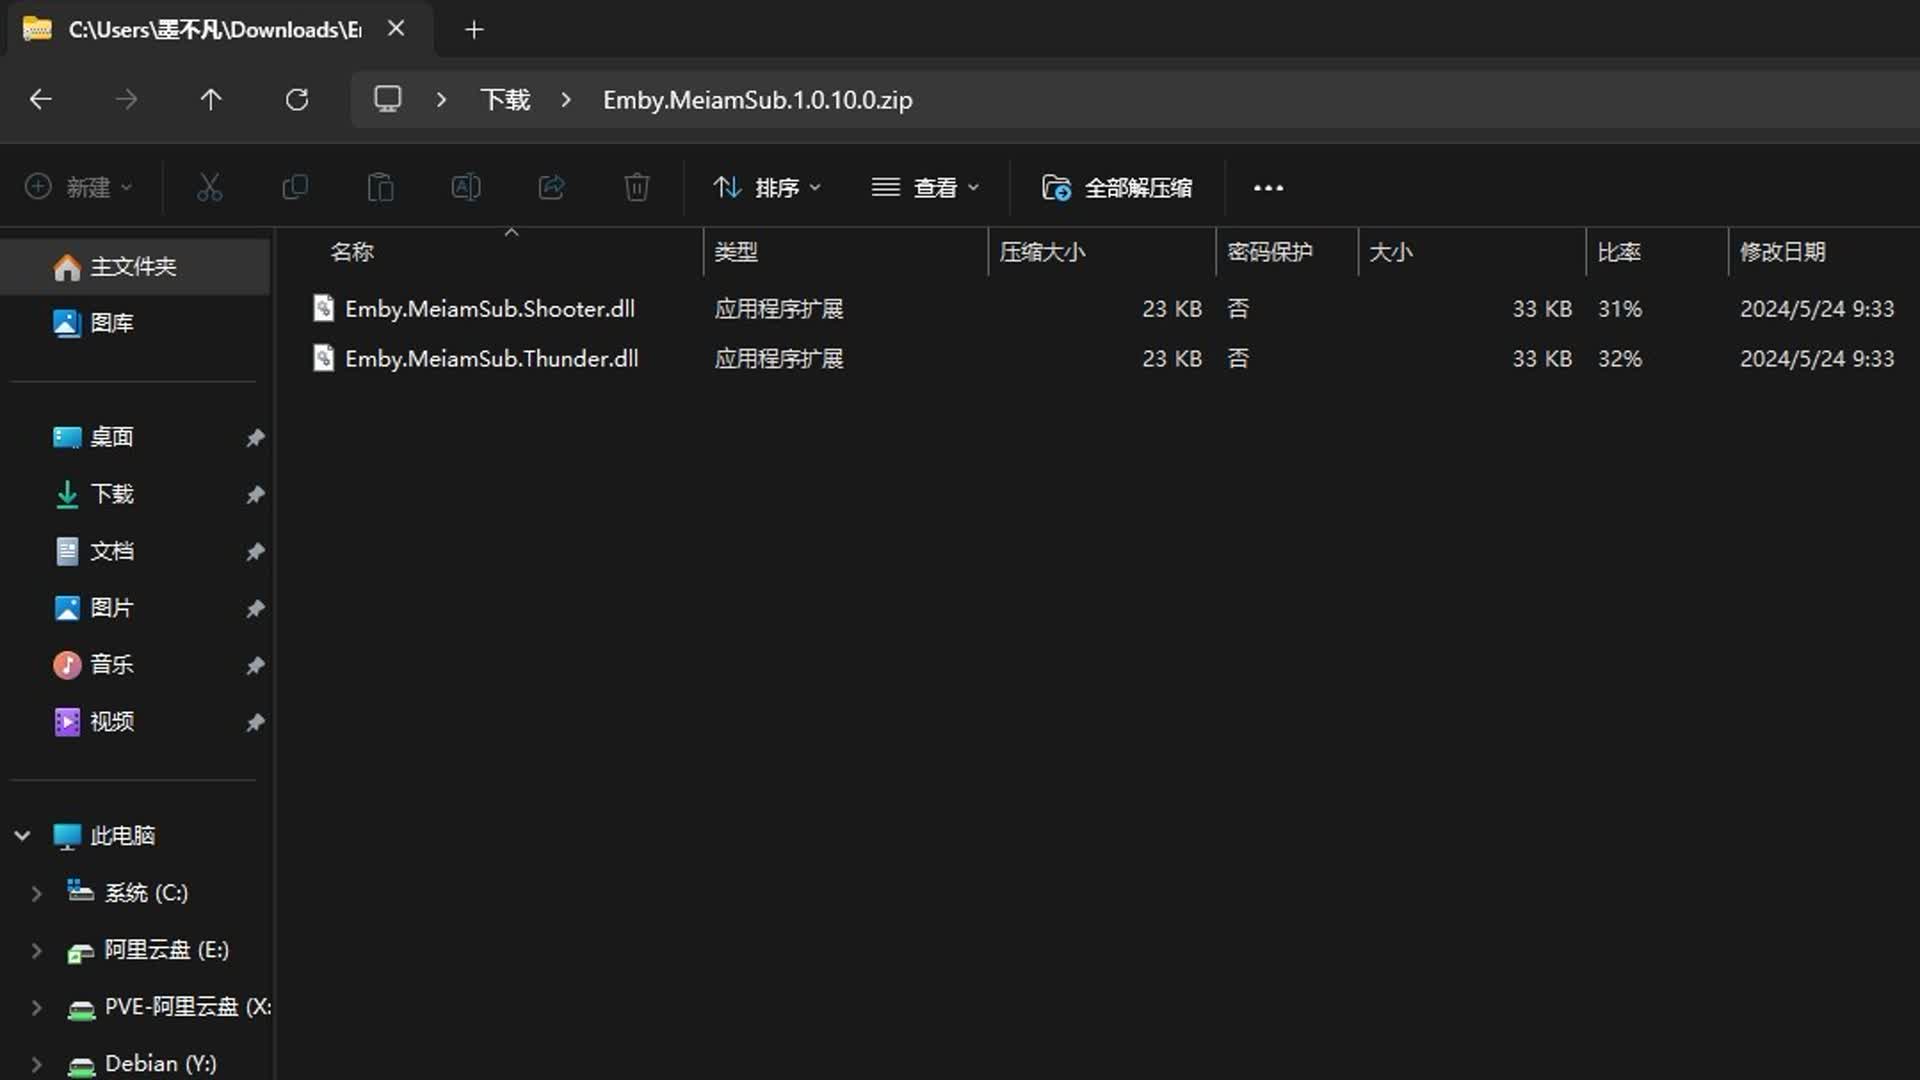 C:\Users\墨不凡\Downloads\E
下载 Emby.MeiamSub.1.0.10.0.zip
新建 排序 查看 全部解压缩
名称 类型 压缩大小 密码保护 大小 比率 修改日期
Emby.MeiamSub.Shooter.dll 应用程序扩展 23 KB 否 33 KB 31% 2024/5/24 9:33
Emby.MeiamSub.Thunder.dll 应用程序扩展 23 KB 否 33 KB 32% 2024/5/24 9:33
主文件夹
图库
桌面
下载
文档
图片
音乐
视频
此电脑
系统 (C:)
阿里云盘 (E:)
PVE-阿里云盘 (X:
Debian (Y:)